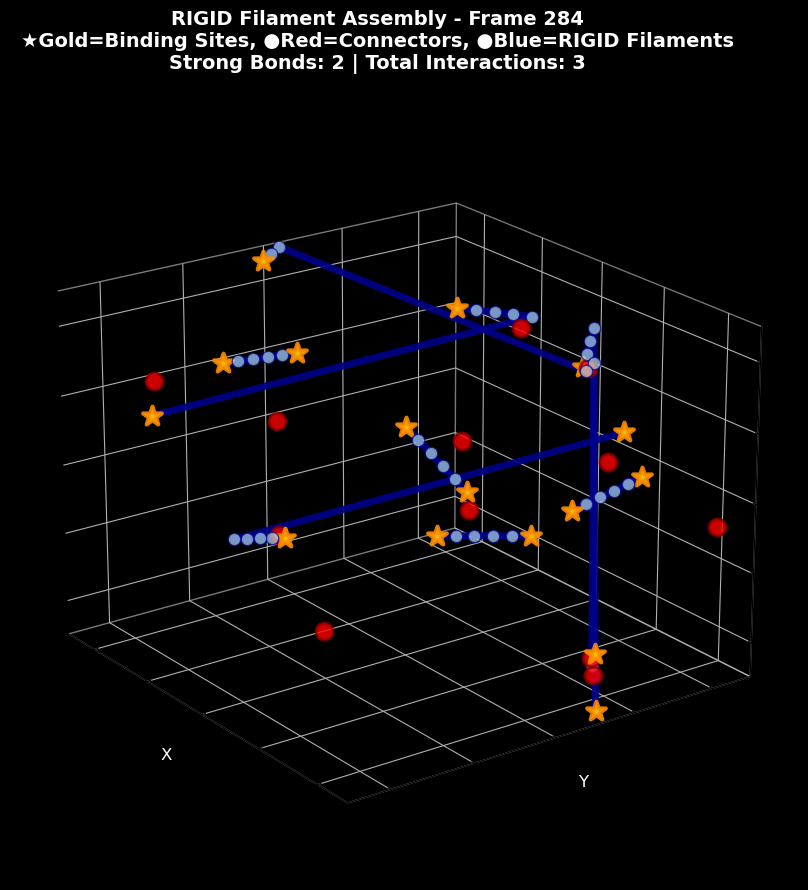 RIGID Filament Assembly - Frame 284
★Gold=Binding Sites, ●Red=Connectors, ●Blue=RIGID Filaments
Strong Bonds: 2 | Total Interactions: 3
X
Y